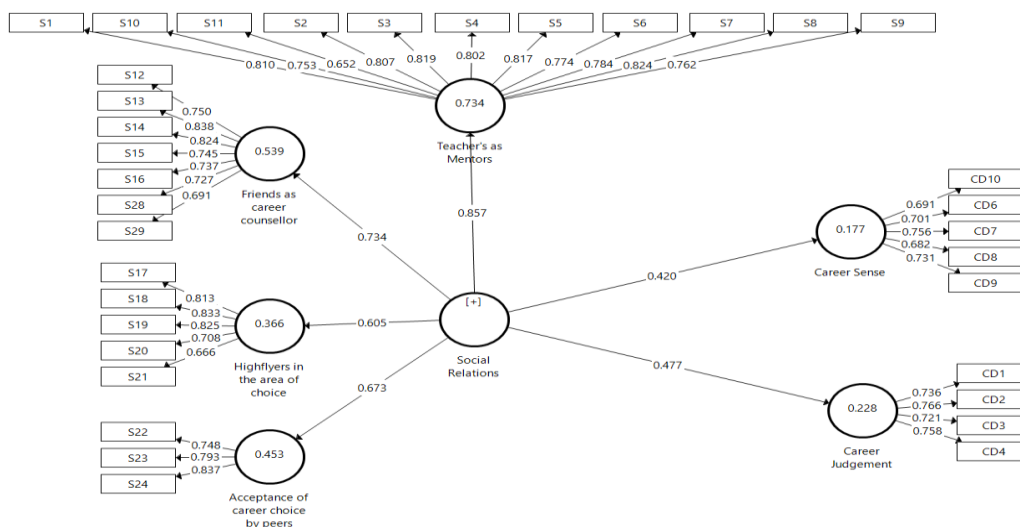 S1 S10 S11 S2 S3 S4 S5 S6 S7 S8 S9
0.810 0.753 0.652 0.807 0.819 0.802 0.817 0.774 0.784 0.824 0.762
0.734
Teacher's as
Mentors
S12
S13
S14
S15
S16
S28
S29
0.750
0.838
0.824
0.745
0.737
0.727
0.691
0.539
Friends as
career
counsellor
0.734
0.857
CD10
CD6
CD7
CD8
CD9
0.691
0.701
0.756
0.682
0.731
0.177
Career Sense
0.420
S17
S18
S19
S20
S21
0.813
0.833
0.825
0.708
0.666
0.366
Highflyers in
the area of
choice
0.605
[+]
Social
Relations
0.477
0.673
CD1
CD2
CD3
CD4
0.736
0.766
0.721
0.758
0.228
Career
Judgement
S22
S23
S24
0.748
0.793
0.837
0.453
Acceptance of
career choice
by peers